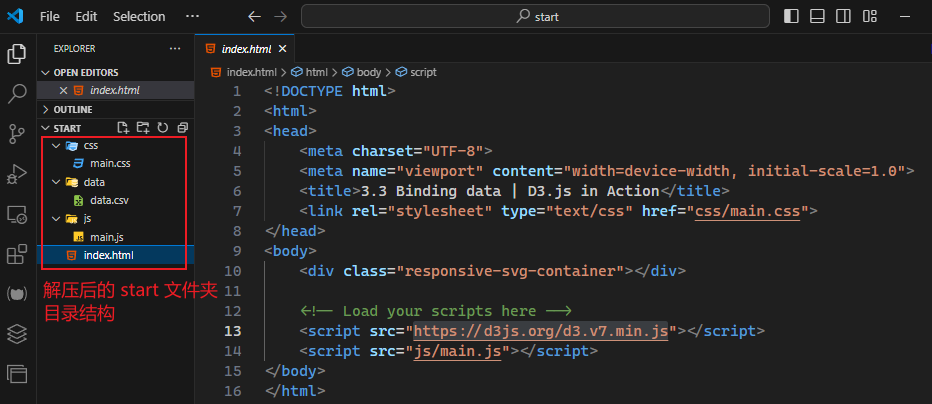 File Edit Selection ··· start
EXPLORER ···
index.html
OPEN EDITORS
index.html
index.html > html > body > script
OUTLINE
START
css
main.css
data
data.csv
js
main.js
index.html
解压后的 start 文件夹
目录结构
1 <!DOCTYPE html>
2 <html>
3 <head>
4 <meta charset="UTF-8">
5 <meta name="viewport" content="width=device-width, initial-scale=1.0">
6 <title>3.3 Binding data | D3.js in Action</title>
7 <link rel="stylesheet" type="text/css" href="css/main.css">
8 </head>
9 <body>
10 <div class="responsive-svg-container"></div>
11
12 <!-- Load your scripts here -->
13 <script src="https://d3js.org/d3.v7.min.js"></script>
14 <script src="js/main.js"></script>
15 </body>
16 </html>